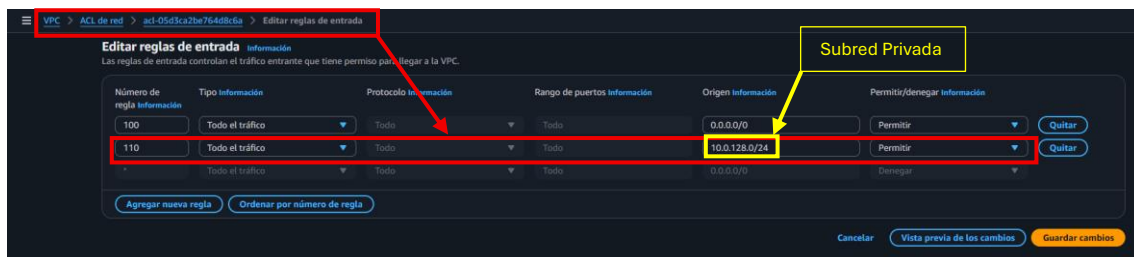 VPC > ACL de red > acl-05d3ca2be764d8c6a > Editar reglas de entrada
Editar reglas de entrada Información
Las reglas de entrada controlan el tráfico entrante que tiene permiso para llegar a la VPC.
Subred Privada
Número de regla Información Tipo Información Protocolo Información Rango de puertos Información Origen Información Permitir/denegar Información
100 Todo el tráfico Todo Todo 0.0.0.0/0 Permitir Quitar
110 Todo el tráfico Todo Todo 10.0.128.0/24 Permitir Quitar
* Todo el tráfico Todo Todo 0.0.0.0/0 Denegar
Agregar nueva regla Ordenar por número de regla
Cancelar Vista previa de los cambios Guardar cambios